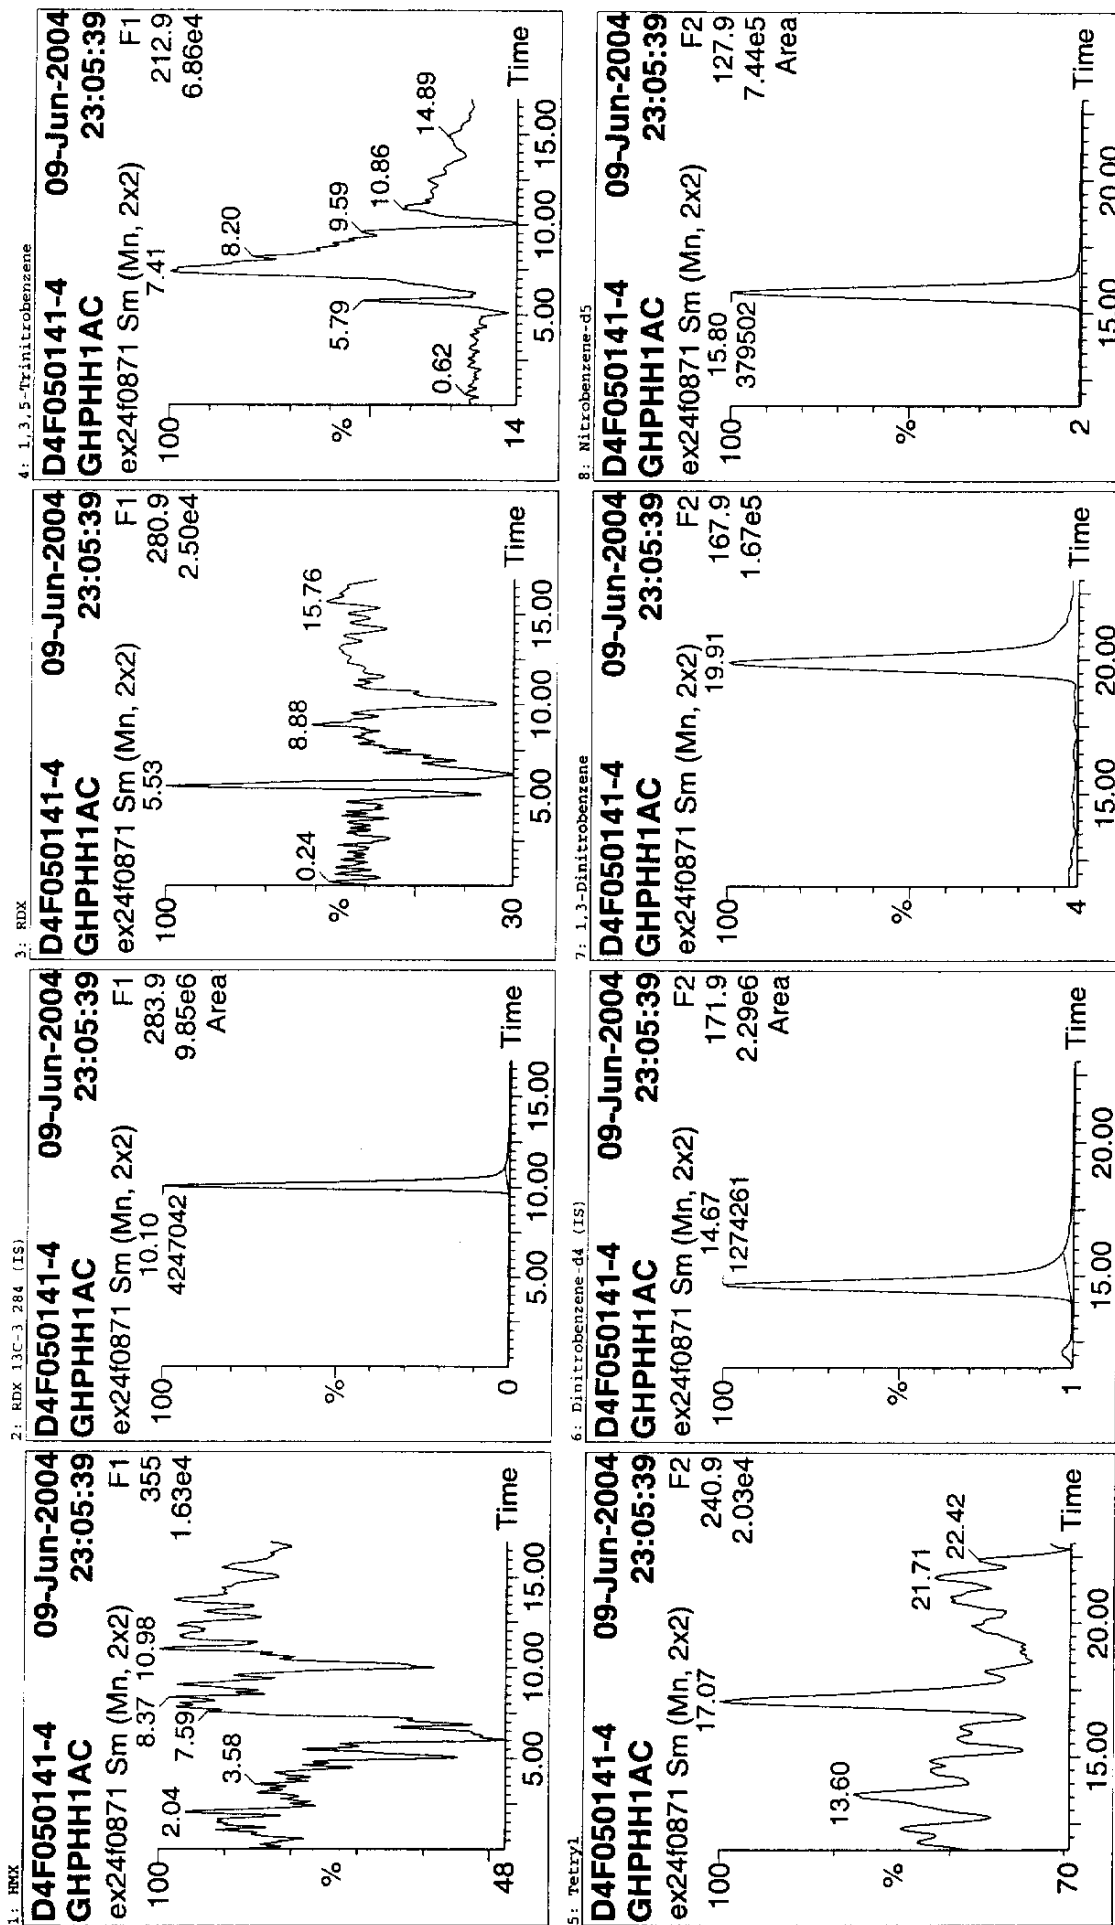 1: HMX
D4F050141-4 09-Jun-2004
GHPHH1AC 23:05:39
ex24f0871 Sm (Mn, 2x2) F1
8.37 10.98 355
1.63e4
100
2.04
7.59
3.58
%
48
5.00 10.00 15.00 Time
2: RDX 13C-3 284 (IS)
D4F050141-4 09-Jun-2004
GHPHH1AC 23:05:39
ex24f0871 Sm (Mn, 2x2) F1
10.10 283.9
4247042 9.85e6
Area
100
%
0
5.00 10.00 15.00 Time
3: RDX
D4F050141-4 09-Jun-2004
GHPHH1AC 23:05:39
ex24f0871 Sm (Mn, 2x2) F1
5.53 280.9
2.50e4
100
0.24
8.88
15.76
%
30
5.00 10.00 15.00 Time
4: 1,3,5-Trinitrobenzene
D4F050141-4 09-Jun-2004
GHPHH1AC 23:05:39
ex24f0871 Sm (Mn, 2x2) F1
7.41 212.9
6.86e4
100
8.20
5.79
9.59
10.86
0.62
14.89
%
14
5.00 10.00 15.00 Time
5: Tetryl
D4F050141-4 09-Jun-2004
GHPHH1AC 23:05:39
ex24f0871 Sm (Mn, 2x2) F2
17.07 240.9
2.03e4
100
13.60
21.71
22.42
%
70
15.00 20.00 Time
6: Dinitrobenzene-d4 (IS)
D4F050141-4 09-Jun-2004
GHPHH1AC 23:05:39
ex24f0871 Sm (Mn, 2x2) F2
14.67 171.9
1274261 2.29e6
Area
100
%
1
15.00 20.00 Time
7: 1,3-Dinitrobenzene
D4F050141-4 09-Jun-2004
GHPHH1AC 23:05:39
ex24f0871 Sm (Mn, 2x2) F2
19.91 167.9
1.67e5
100
%
4
15.00 20.00 Time
8: Nitrobenzene-d5
D4F050141-4 09-Jun-2004
GHPHH1AC 23:05:39
ex24f0871 Sm (Mn, 2x2) F2
15.80 127.9
379502 7.44e5
Area
100
%
2
15.00 20.00 Time